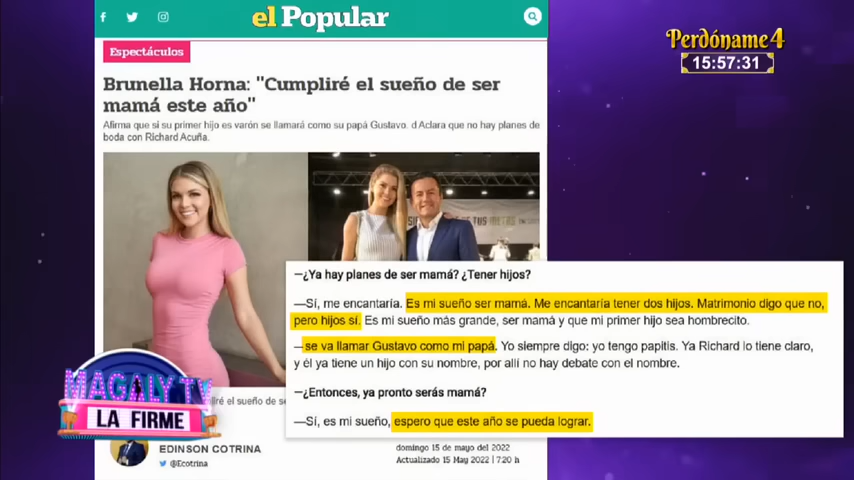 el Popular
Perdóname4
15:57:31
Espectáculos
Brunella Horna: "Cumpliré el sueño de ser
mamá este año"
Afirma que si su primer hijo es varón se llamará como su papá Gustavo. d Aclara que no hay planes de
boda con Richard Acuña.
—¿Ya hay planes de ser mamá? ¿Tener hijos?
—Sí, me encantaría. Es mi sueño ser mamá. Me encantaría tener dos hijos. Matrimonio digo que no,
pero hijos sí. Es mi sueño más grande, ser mamá y que mi primer hijo sea hombrecito.
— se va llamar Gustavo como mi papá. Yo siempre digo: yo tengo papitis. Ya Richard lo tiene claro,
y él ya tiene un hijo con su nombre, por allí no hay debate con el nombre.
—¿Entonces, ya pronto serás mamá?
—Sí, es mi sueño, espero que este año se pueda lograr.
MAGALY TV
LA FIRME
el sueño de se
EDINSON COTRINA
@Ecotrina
domingo 15 de mayo del 2022
Actualizado 15 May 2022 | 7:20 h